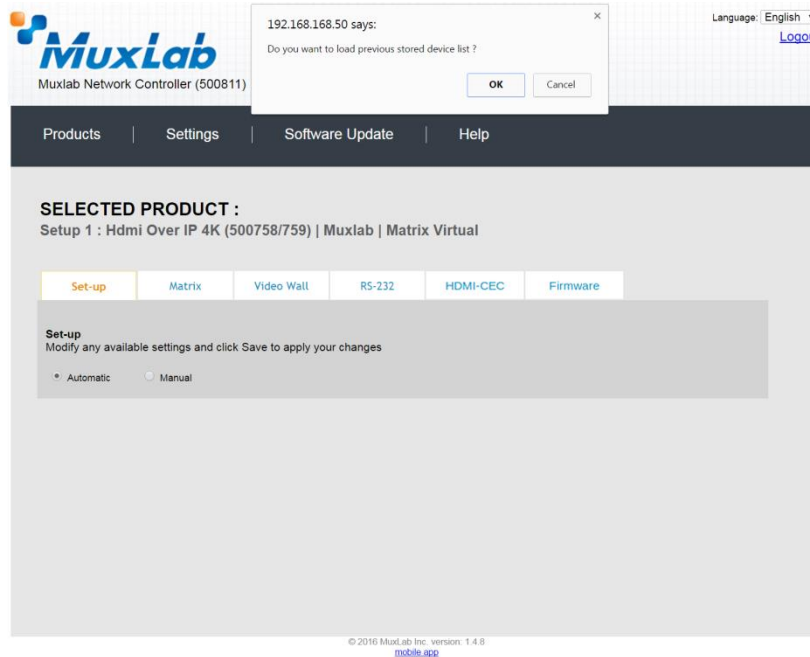 192.168.168.50 says:
Do you want to load previous stored device list ?
OK Cancel
Language: English
Logo
MuxLab
Muxlab Network Controller (500811)
Products | Settings | Software Update | Help
SELECTED PRODUCT :
Setup 1 : Hdmi Over IP 4K (500758/759) | Muxlab | Matrix Virtual
Set-up Matrix Video Wall RS-232 HDMI-CEC Firmware
Set-up
Modify any available settings and click Save to apply your changes
Automatic Manual
© 2016 MuxLab Inc. version: 1.4.8
mobile app